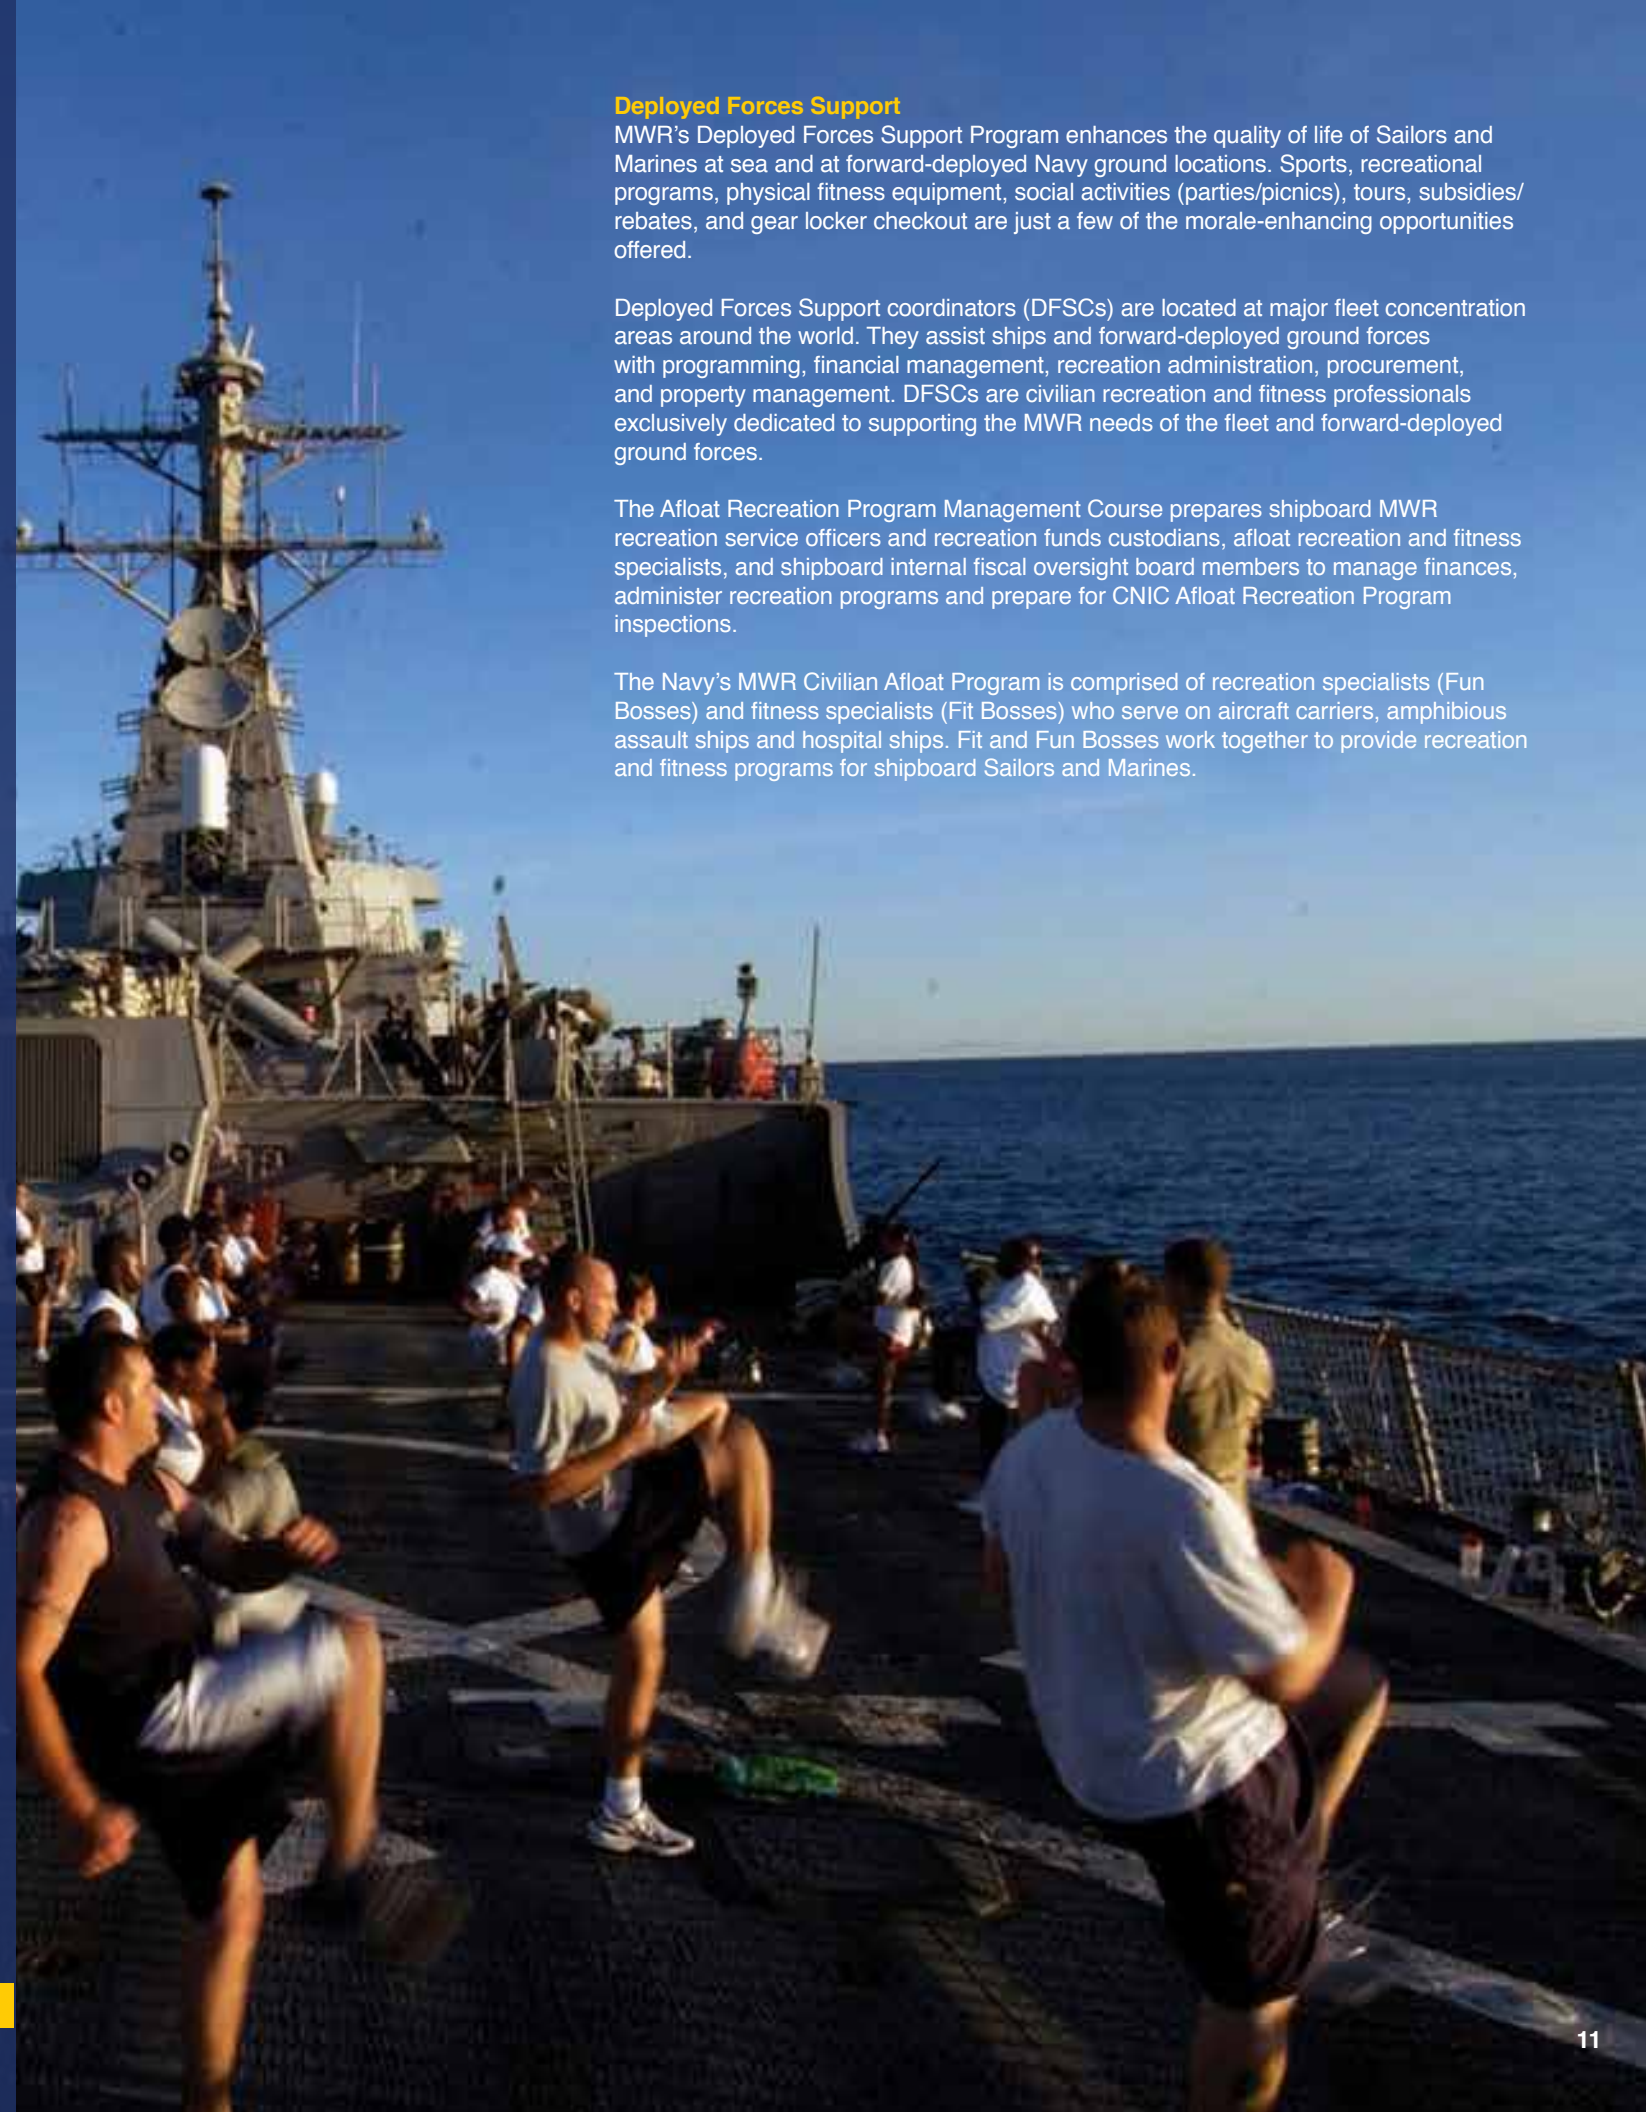 Deployed Forces Support
MWR’s Deployed Forces Support Program enhances the quality of life of Sailors and
Marines at sea and at forward-deployed Navy ground locations. Sports, recreational
programs, physical fitness equipment, social activities (parties/picnics), tours, subsidies/
rebates, and gear locker checkout are just a few of the morale-enhancing opportunities
offered.
Deployed Forces Support coordinators (DFSCs) are located at major fleet concentration
areas around the world. They assist ships and forward-deployed ground forces
with programming, financial management, recreation administration, procurement,
and property management. DFSCs are civilian recreation and fitness professionals
exclusively dedicated to supporting the MWR needs of the fleet and forward-deployed
ground forces.
The Afloat Recreation Program Management Course prepares shipboard MWR
recreation service officers and recreation funds custodians, afloat recreation and fitness
specialists, and shipboard internal fiscal oversight board members to manage finances,
administer recreation programs and prepare for CNIC Afloat Recreation Program
inspections.
The Navy’s MWR Civilian Afloat Program is comprised of recreation specialists (Fun
Bosses) and fitness specialists (Fit Bosses) who serve on aircraft carriers, amphibious
assault ships and hospital ships. Fit and Fun Bosses work together to provide recreation
and fitness programs for shipboard Sailors and Marines.
11